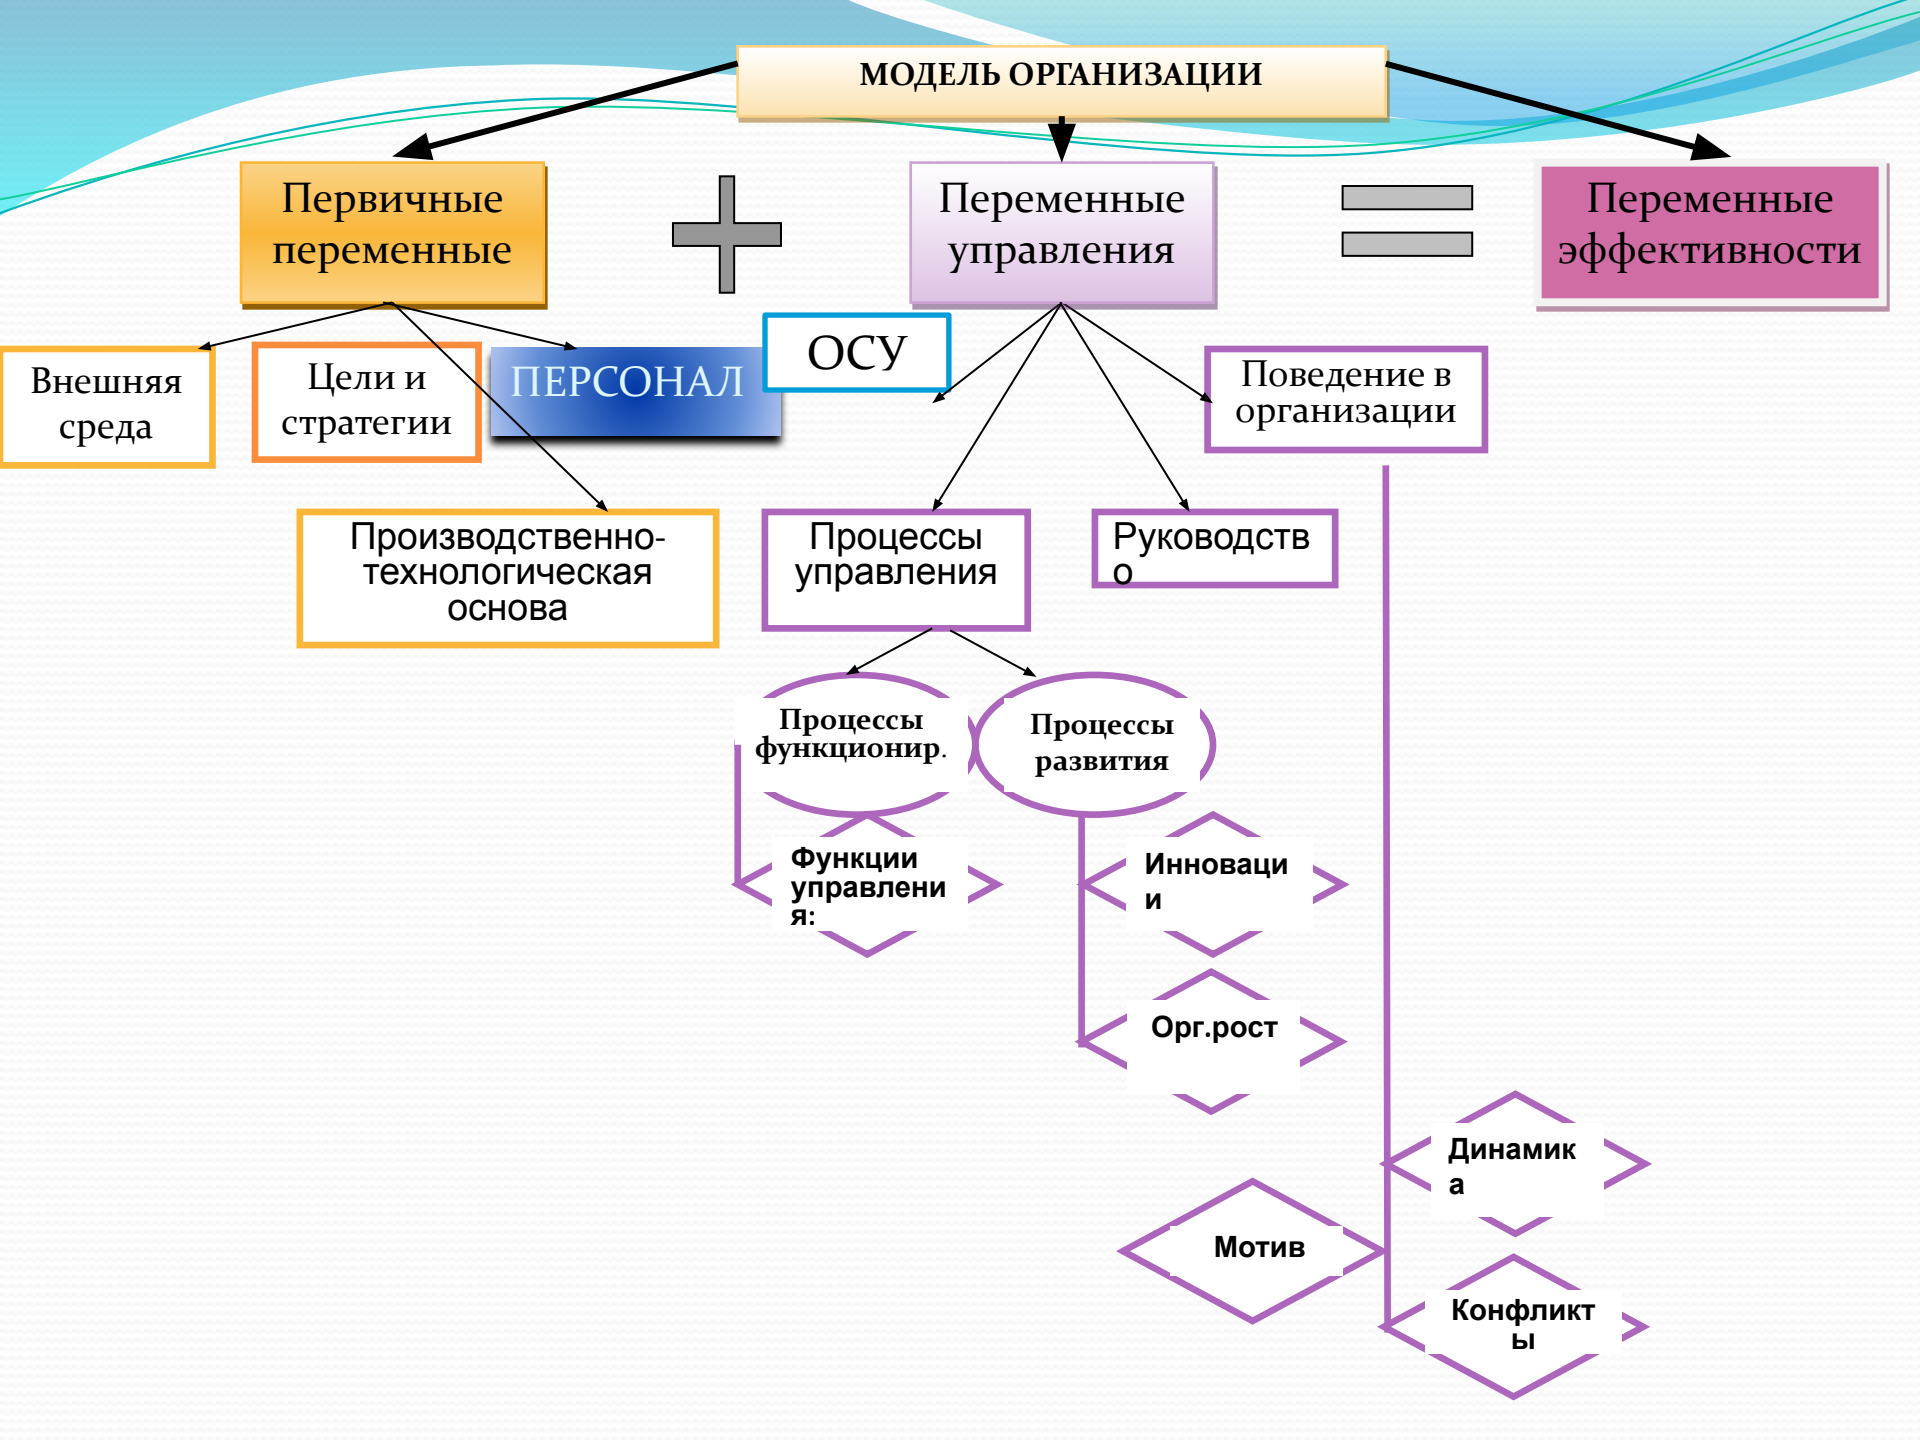 МОДЕЛЬ ОРГАНИЗАЦИИ
Первичные
переменные
Переменные
управления
Переменные
эффективности
Внешняя
среда
Цели и
стратегии
ПЕРСОНАЛ
ОСУ
Поведение в
организации
Производственно-
технологическая
основа
Процессы
управления
Руководств
о
Процессы
функционир.
Процессы
развития
Функции
управлени
я:
Инноваци
и
Орг.рост
Динамик
а
Мотив
Конфликт
ы